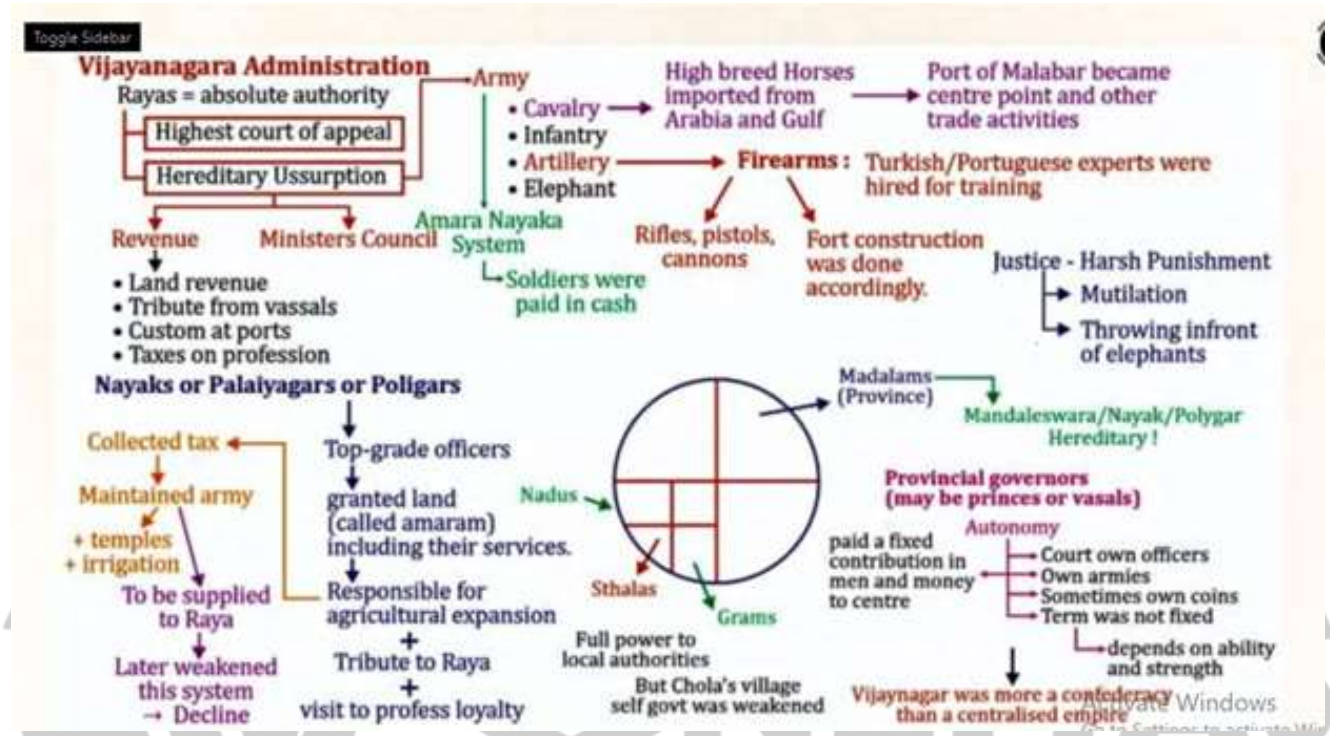 Toggle Sidebar
Vijayanagara Administration
Rayas = absolute authority
Highest court of appeal
Hereditary Ussurption
Revenue
Ministers Council
• Land revenue
• Tribute from vassals
• Custom at ports
• Taxes on profession
Army
• Cavalry
• Infantry
• Artillery
• Elephant
Amara Nayaka
System
Soldiers were
paid in cash
High breed Horses
imported from
Arabia and Gulf
Port of Malabar became
centre point and other
trade activities
Firearms : Turkish/Portuguese experts were
hired for training
Rifles, pistols,
cannons
Fort construction
was done
accordingly.
Justice - Harsh Punishment
Mutilation
Throwing infront
of elephants
Nayaks or Palaiyagars or Poligars
Top-grade officers
granted land
(called amaram)
including their services.
Responsible for
agricultural expansion
+
Tribute to Raya
+
visit to profess loyalty
Collected tax
Maintained army
+ temples
+ irrigation
To be supplied
to Raya
Later weakened
this system
→ Decline
Nadus
Sthalas
Grams
Madalams
(Province)
Mandaleswara/Nayak/Polygar
Hereditary !
Full power to
local authorities
But Chola's village
self govt was weakened
Provincial governors
(may be princes or vasals)
Autonomy
Court own officers
Own armies
Sometimes own coins
Term was not fixed
depends on ability
and strength
paid a fixed
contribution in
men and money
to centre
Vijaynagar was more a confederacy
than a centralised empire
Activate Windows
Go to Settings to activate